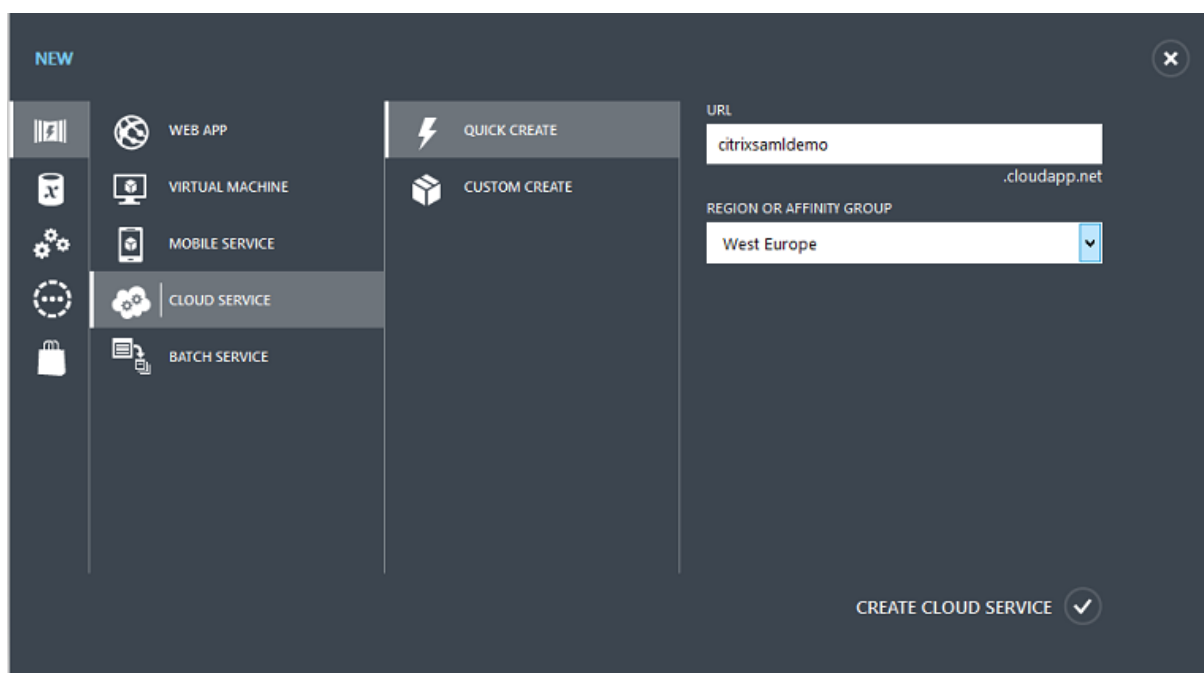 NEW
WEB APP
VIRTUAL MACHINE
MOBILE SERVICE
CLOUD SERVICE
BATCH SERVICE
QUICK CREATE
CUSTOM CREATE
URL
citrixsamldemo
.cloudapp.net
REGION OR AFFINITY GROUP
West Europe
CREATE CLOUD SERVICE